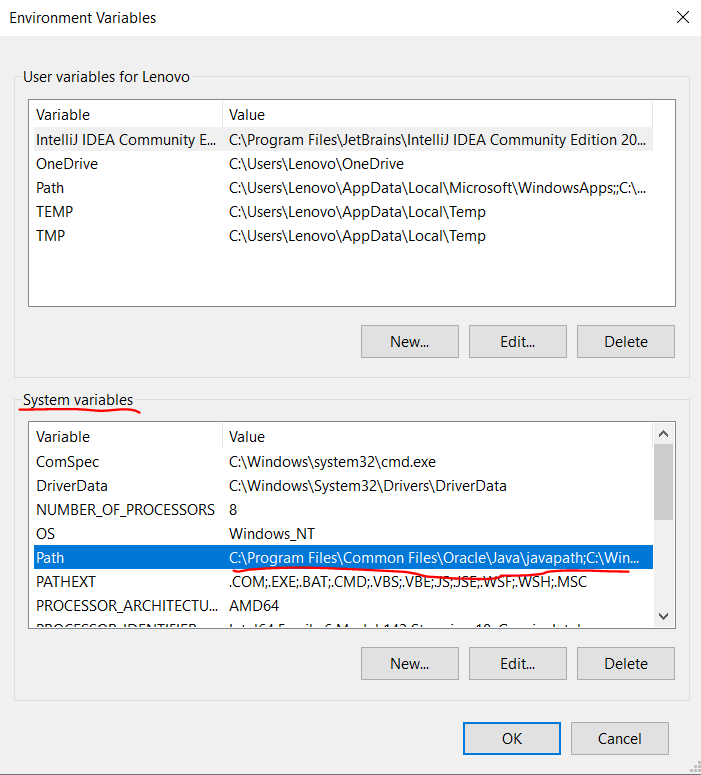 Environment Variables
User variables for Lenovo
Variable Value
IntelliJ IDEA Community E... C:\Program Files\JetBrains\IntelliJ IDEA Community Edition 20...
OneDrive C:\Users\Lenovo\OneDrive
Path C:\Users\Lenovo\AppData\Local\Microsoft\WindowsApps;;C:\...
TEMP C:\Users\Lenovo\AppData\Local\Temp
TMP C:\Users\Lenovo\AppData\Local\Temp
New... Edit... Delete
System variables
Variable Value
ComSpec C:\Windows\system32\cmd.exe
DriverData C:\Windows\System32\Drivers\DriverData
NUMBER_OF_PROCESSORS 8
OS Windows_NT
Path C:\Program Files\Common Files\Oracle\Java\javapath;C:\Win...
PATHEXT .COM;.EXE;.BAT;.CMD;.VBS;.VBE;.JS;.JSE;.WSF;.WSH;.MSC
PROCESSOR_ARCHITECTU... AMD64
New... Edit... Delete
OK Cancel